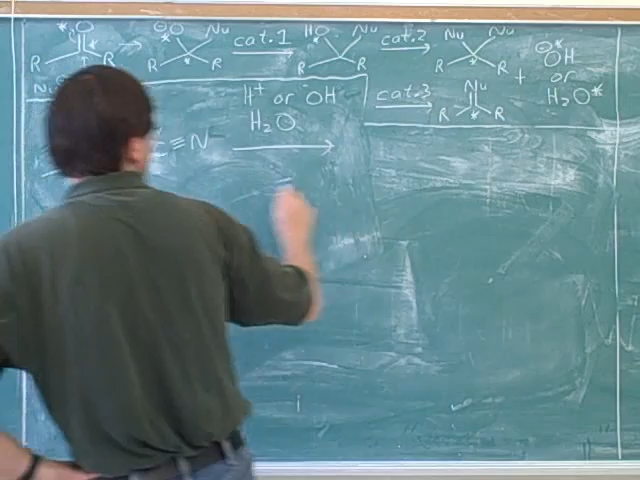 *O ⊖O Nu cat.1 HO Nu cat.2 Nu Nu ⊖OH
R * R R * R R R R * R + or
H⁺ or ⁻OH cat.3 Nu H₂O*
C≡N H₂O R * R